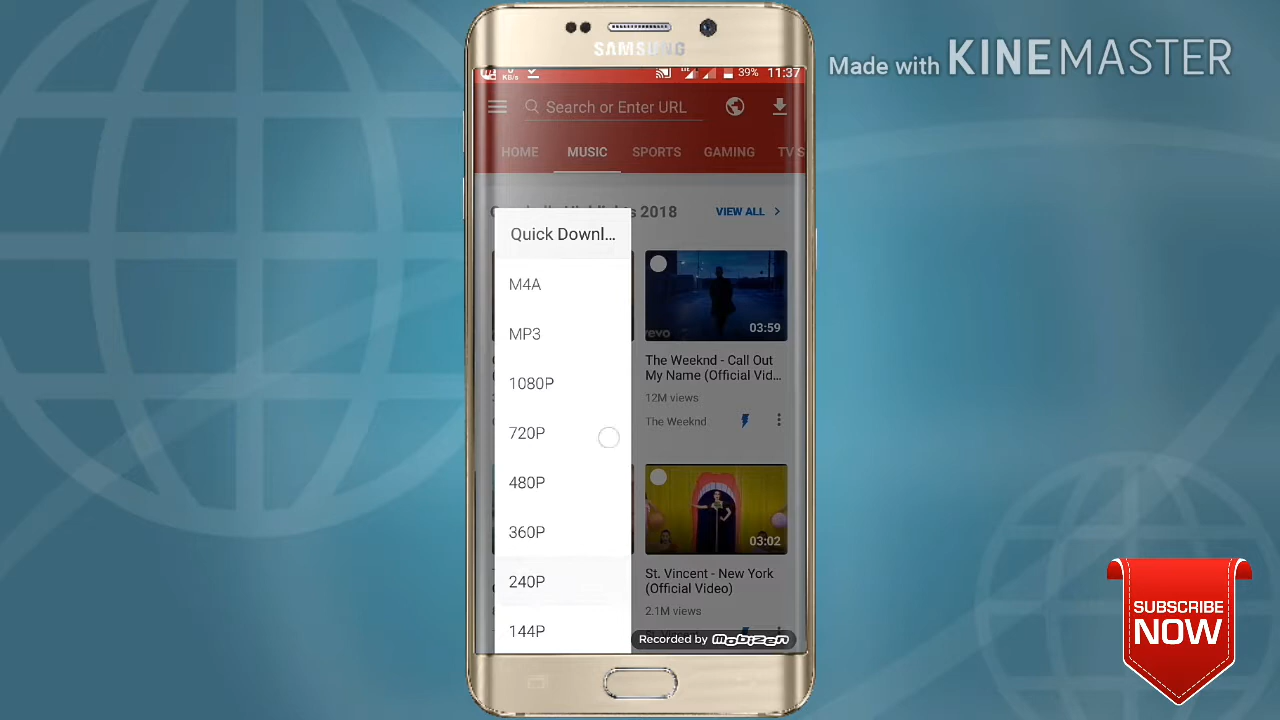 SAMSUNG
Made with KINEMASTER
KB/s
39% 11:37
Search or Enter URL
HOME MUSIC SPORTS GAMING TV S
s 2018
VIEW ALL >
Quick Downl...
M4A
MP3
1080P
720P
480P
360P
240P
144P
vevo
03:59
The Weeknd - Call Out
My Name (Official Vid...
12M views
The Weeknd
03:02
St. Vincent - New York
(Official Video)
2.1M views
Recorded by mobizen
SUBSCRIBE
NOW